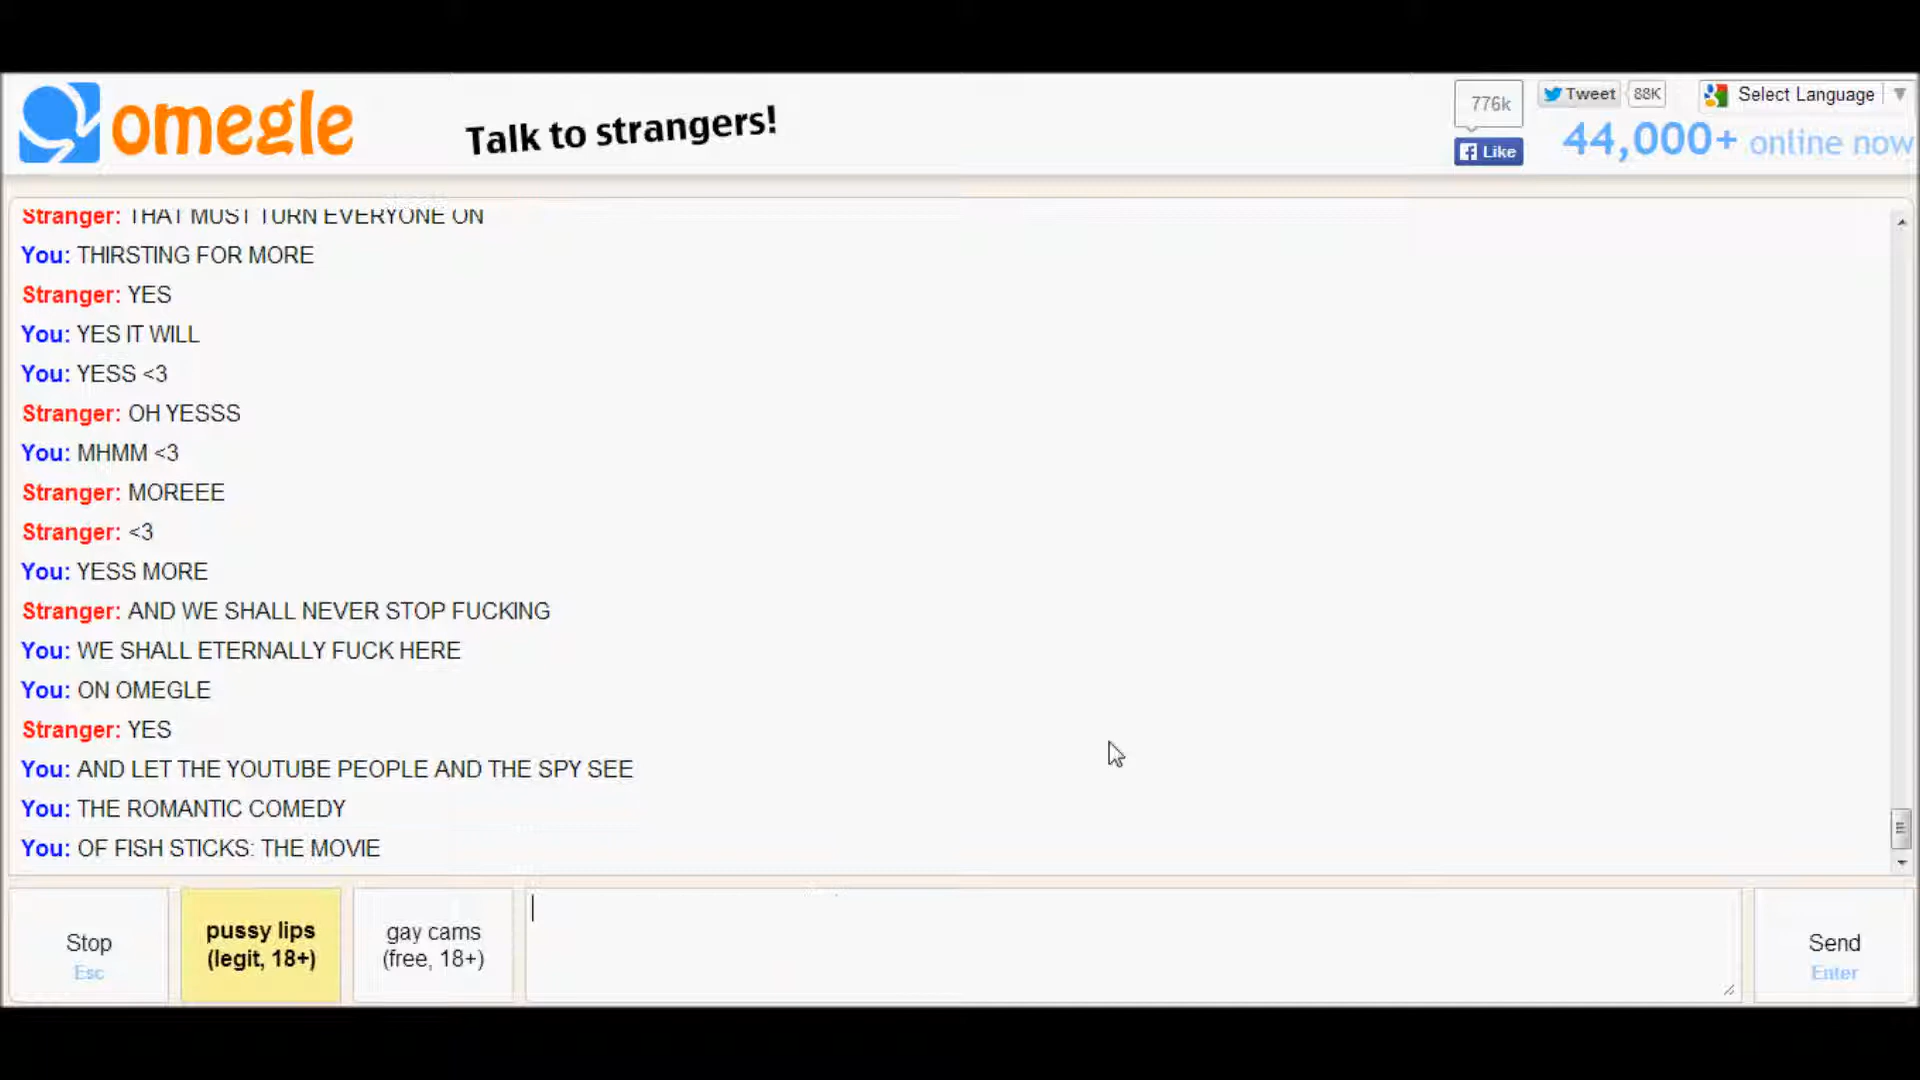 omegle
Talk to strangers!
776k
Like
Tweet
88K
Select Language
44,000+ online now
Stranger: THAT MUST TURN EVERYONE ON
You: THIRSTING FOR MORE
Stranger: YES
You: YES IT WILL
You: YESS <3
Stranger: OH YESSS
You: MHMM <3
Stranger: MOREEE
Stranger: <3
You: YESS MORE
Stranger: AND WE SHALL NEVER STOP FUCKING
You: WE SHALL ETERNALLY FUCK HERE
You: ON OMEGLE
Stranger: YES
You: AND LET THE YOUTUBE PEOPLE AND THE SPY SEE
You: THE ROMANTIC COMEDY
You: OF FISH STICKS: THE MOVIE
Stop
Esc
pussy lips
(legit, 18+)
gay cams
(free, 18+)
Send
Enter